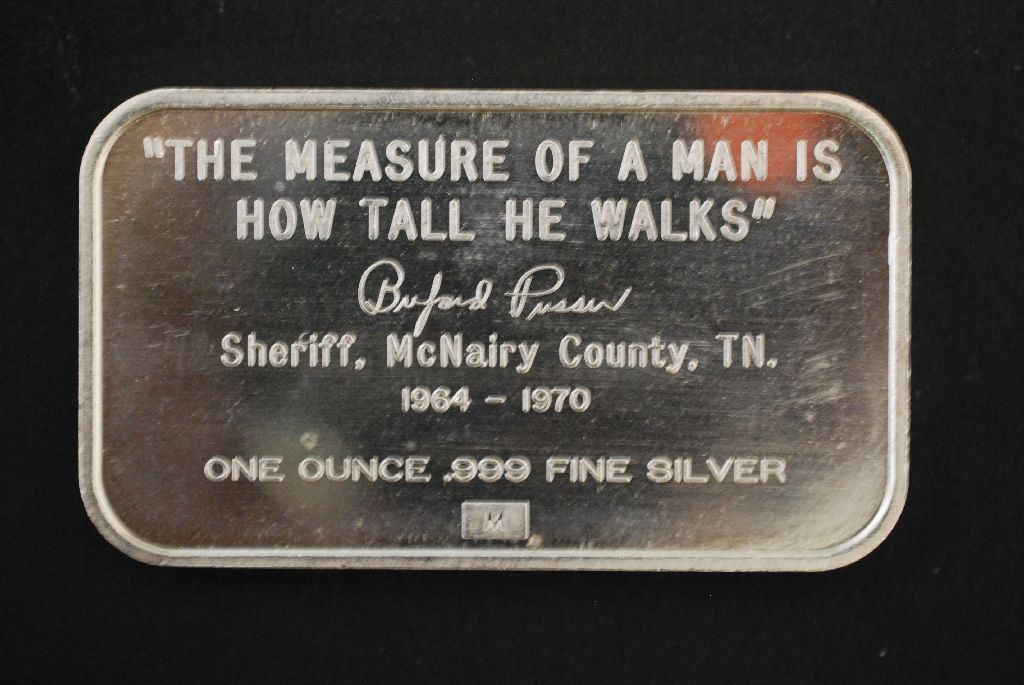 "THE MEASURE OF A MAN IS
HOW TALL HE WALKS"
Buford Pusser
Sheriff, McNairy County, TN.
1964 - 1970
ONE OUNCE .999 FINE SILVER
M